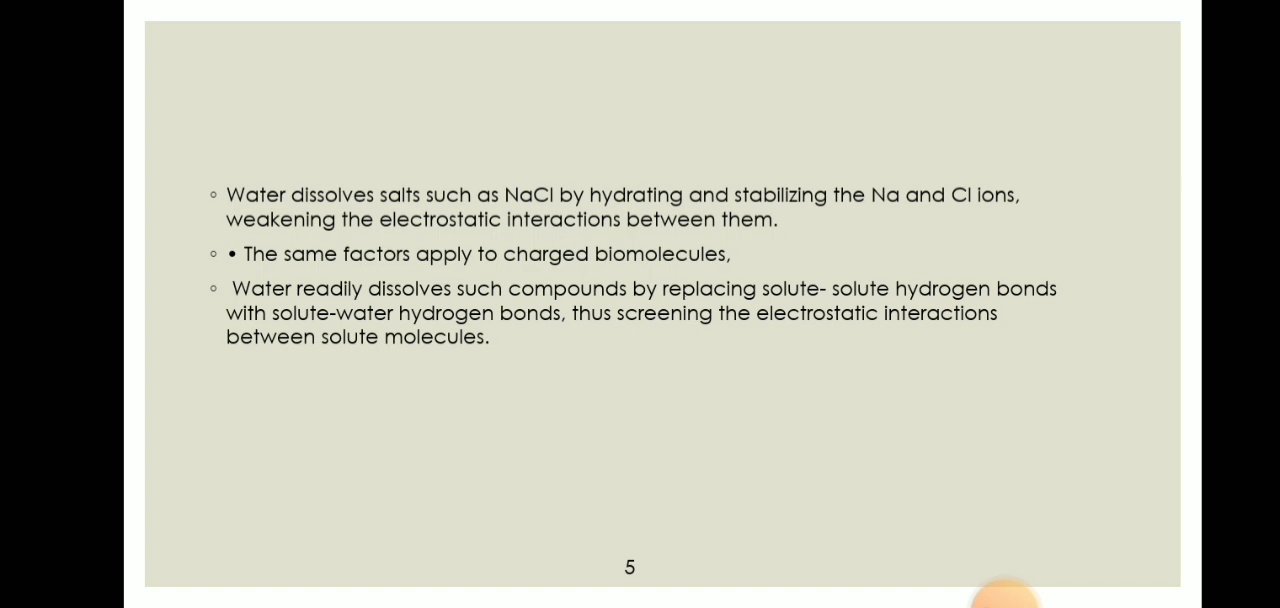 ◦ Water dissolves salts such as NaCl by hydrating and stabilizing the Na and Cl ions,
weakening the electrostatic interactions between them.
◦ • The same factors apply to charged biomolecules,
◦ Water readily dissolves such compounds by replacing solute- solute hydrogen bonds
with solute-water hydrogen bonds, thus screening the electrostatic interactions
between solute molecules.
5